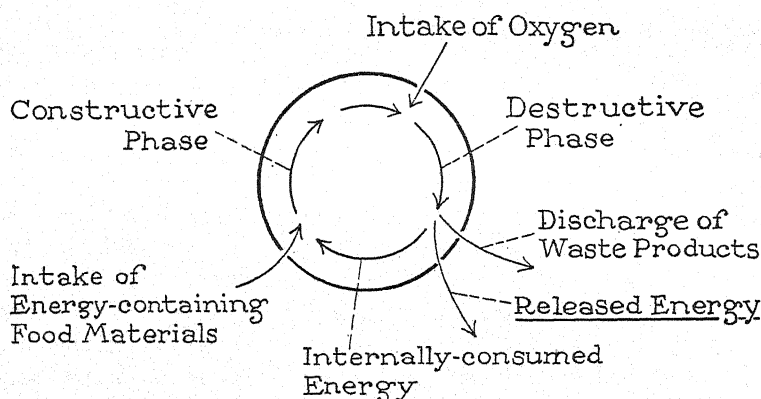 Intake of Oxygen
Constructive
Phase
Destructive
Phase
Discharge of
Waste Products
Intake of
Energy-containing
Food Materials
Released Energy
Internally-consumed
Energy